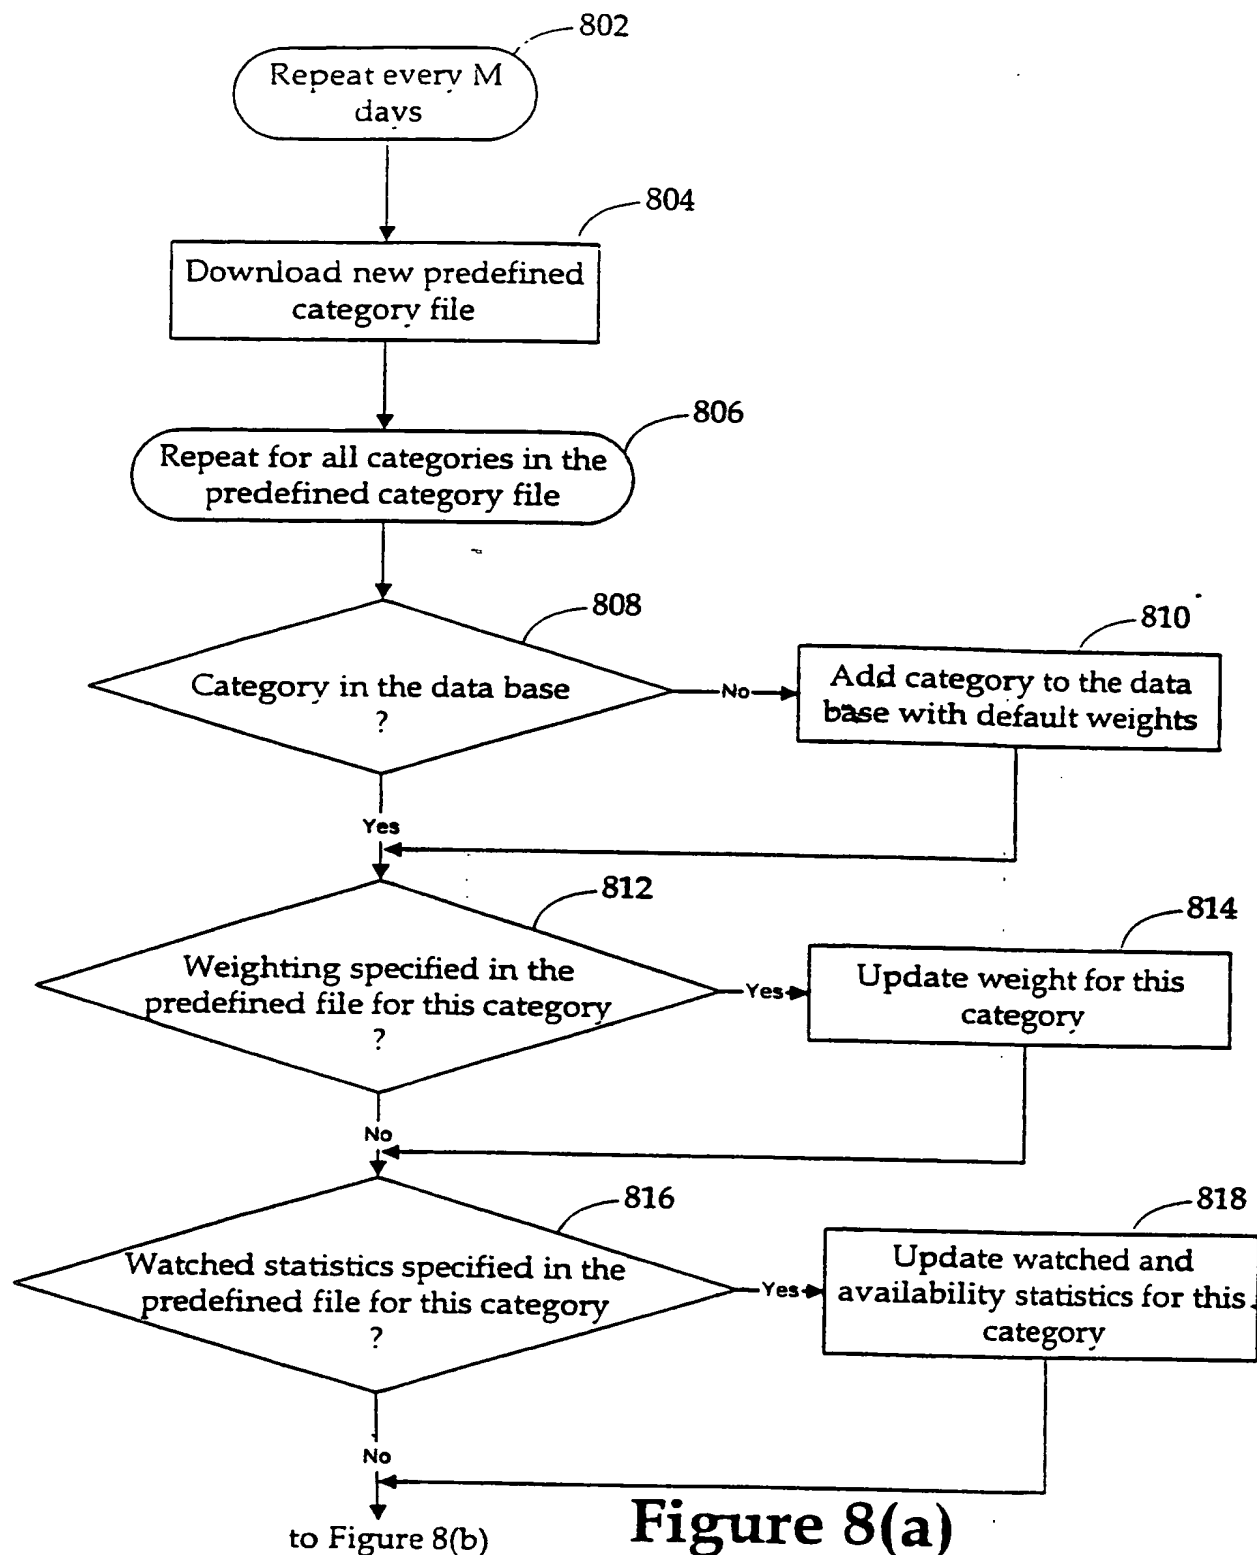 802
Repeat every M
days
804
Download new predefined
category file
806
Repeat for all categories in the
predefined category file
808
Category in the data base
?
No
810
Add category to the data
base with default weights
Yes
812
Weighting specified in the
predefined file for this category
?
Yes
814
Update weight for this
category
No
816
Watched statistics specified in the
predefined file for this category
?
Yes
818
Update watched and
availability statistics for this
category
No
to Figure 8(b)
Figure 8(a)